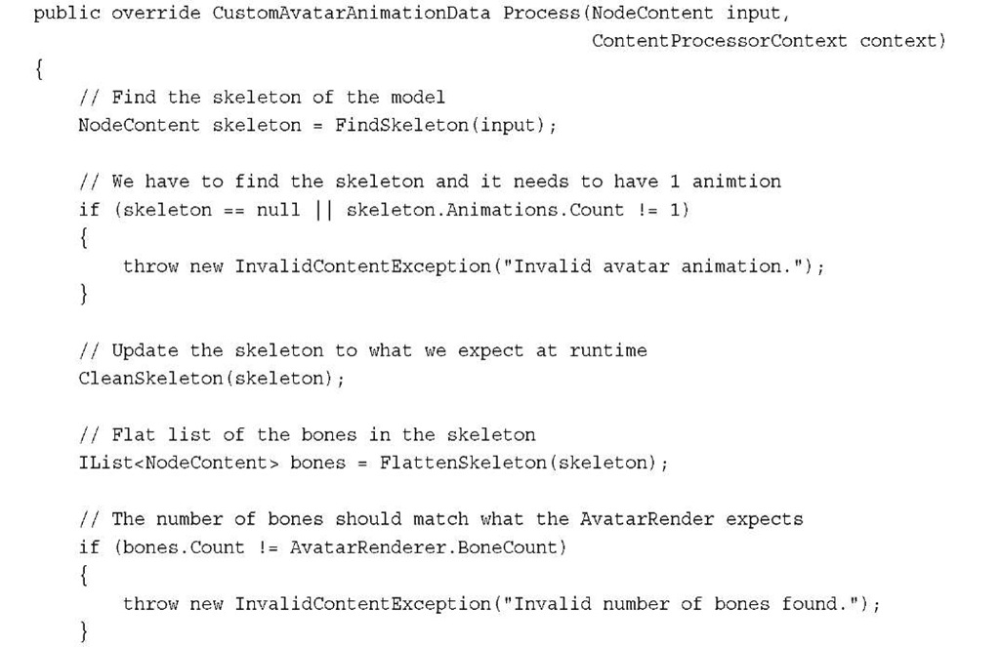 public override CustomAvatarAnimationData Process(NodeContent input,
ContentProcessorContext context)
{
// Find the skeleton of the model
NodeContent skeleton = FindSkeleton(input);
// We have to find the skeleton and it needs to have 1 animtion
if (skeleton == null || skeleton.Animations.Count != 1)
{
throw new InvalidContentException("Invalid avatar animation.");
}
// Update the skeleton to what we expect at runtime
CleanSkeleton(skeleton);
// Flat list of the bones in the skeleton
IList<NodeContent> bones = FlattenSkeleton(skeleton);
// The number of bones should match what the AvatarRender expects
if (bones.Count != AvatarRenderer.BoneCount)
{
throw new InvalidContentException("Invalid number of bones found.");
}